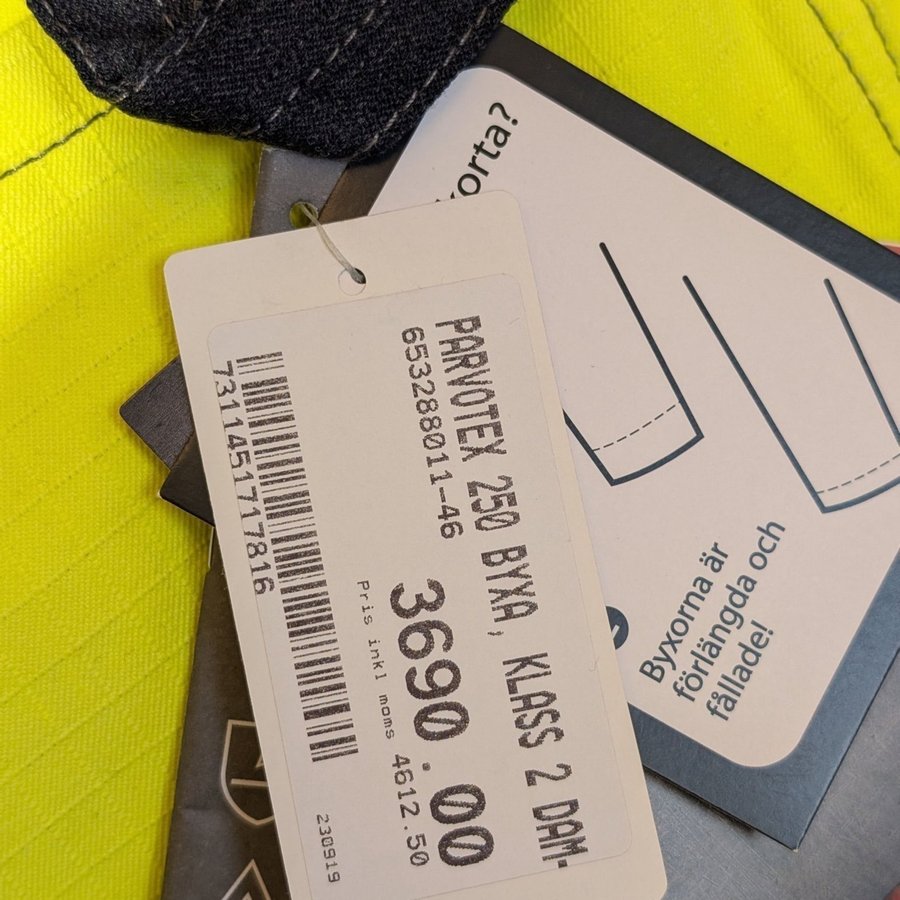 PARVOTEX 250 BYXA, KLASS 2 DAM.
653288011-46
3690.00
Pris inkl moms 4612.50
7311451717816
230919
orta?
Byxorna är
förlängda och
fållade!